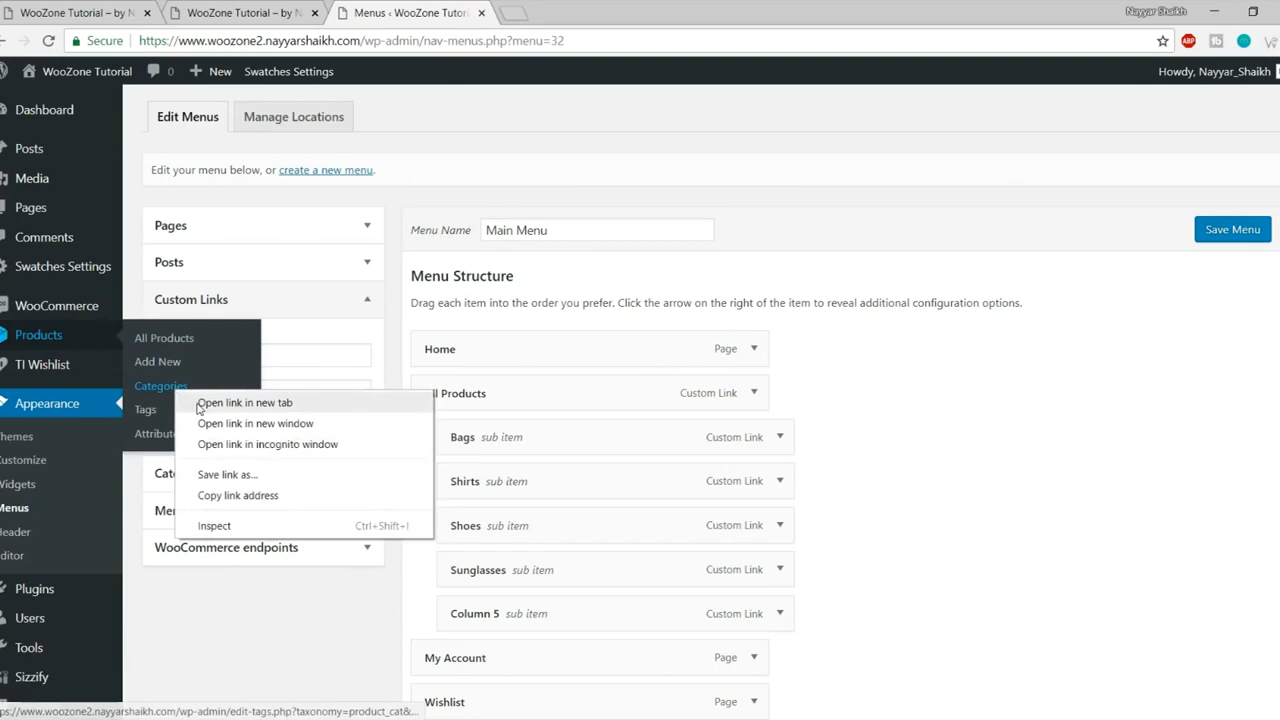 WooZone Tutorial – by N
WooZone Tutorial – by N
Menus ‹ WooZone Tutori
Nayyar Shaikh
Secure
https://www.woozone2.nayyarshaikh.com/wp-admin/nav-menus.php?menu=32
ABP
WooZone Tutorial
0
New
Swatches Settings
Howdy, Nayyar_Shaikh
Dashboard
Posts
Media
Pages
Comments
Swatches Settings
WooCommerce
Products
TI Wishlist
Appearance
hemes
ustomize
Widgets
Menus
Header
ditor
Plugins
Users
Tools
Sizzify
All Products
Add New
Categories
Tags
Attribut
Open link in new tab
Open link in new window
Open link in incognito window
Save link as...
Copy link address
Inspect
Ctrl+Shift+I
Edit Menus
Manage Locations
Edit your menu below, or create a new menu.
Pages
Posts
Custom Links
Cat
Me
WooCommerce endpoints
Menu Name
Main Menu
Save Menu
Menu Structure
Drag each item into the order you prefer. Click the arrow on the right of the item to reveal additional configuration options.
Home
Page
ll Products
Custom Link
Bags sub item
Custom Link
Shirts sub item
Custom Link
Shoes sub item
Custom Link
Sunglasses sub item
Custom Link
Column 5 sub item
Custom Link
My Account
Page
Wishlist
Page
ps://www.woozone2.nayyarshaikh.com/wp-admin/edit-tags.php?taxonomy=product_cat&...